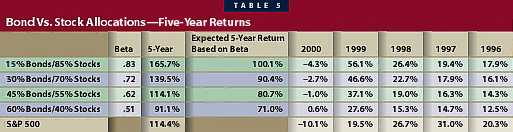 TABLE 5
Bond Vs. Stock Allocations—Five-Year Returns
Beta 5-Year Expected 5-Year Return Based on Beta 2000 1999 1998 1997 1996
15% Bonds/85% Stocks .83 165.7% 100.1% –4.3% 56.1% 26.4% 19.4% 17.9%
30% Bonds/70% Stocks .72 139.5% 90.4% –2.7% 46.6% 22.7% 17.9% 16.1%
45% Bonds/55% Stocks .62 114.1% 80.7% –1.0% 37.1% 19.0% 16.3% 14.3%
60% Bonds/40% Stocks .51 91.1% 71.0% 0.6% 27.6% 15.3% 14.7% 12.5%
S&P 500 114.4% –10.1% 19.5% 26.7% 31.0% 20.3%